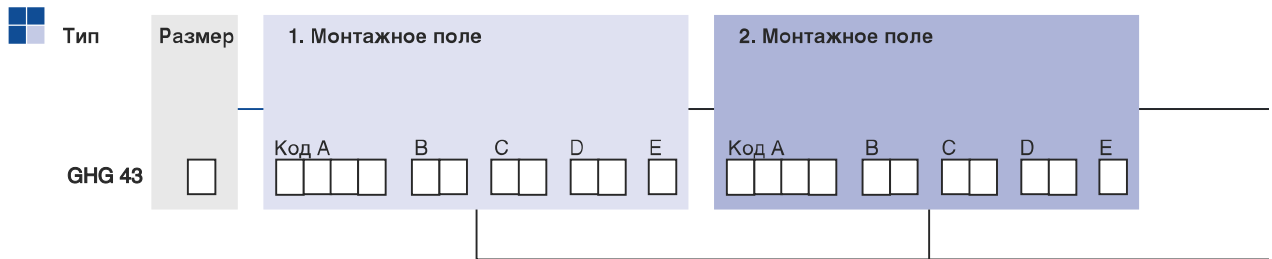 Тип Размер 1. Монтажное поле 2. Монтажное поле
Код A B C D E Код A B C D E
GHG 43